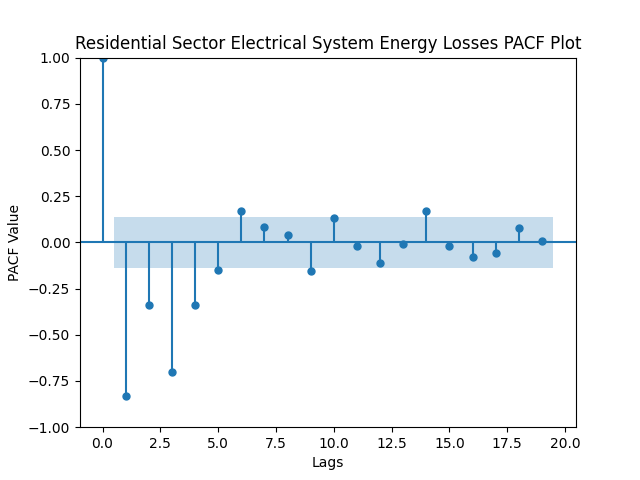 Residential Sector Electrical System Energy Losses PACF Plot
1.00
0.75
0.50
0.25
0.00
−0.25
−0.50
−0.75
−1.00
PACF Value
0.0 2.5 5.0 7.5 10.0 12.5 15.0 17.5 20.0
Lags